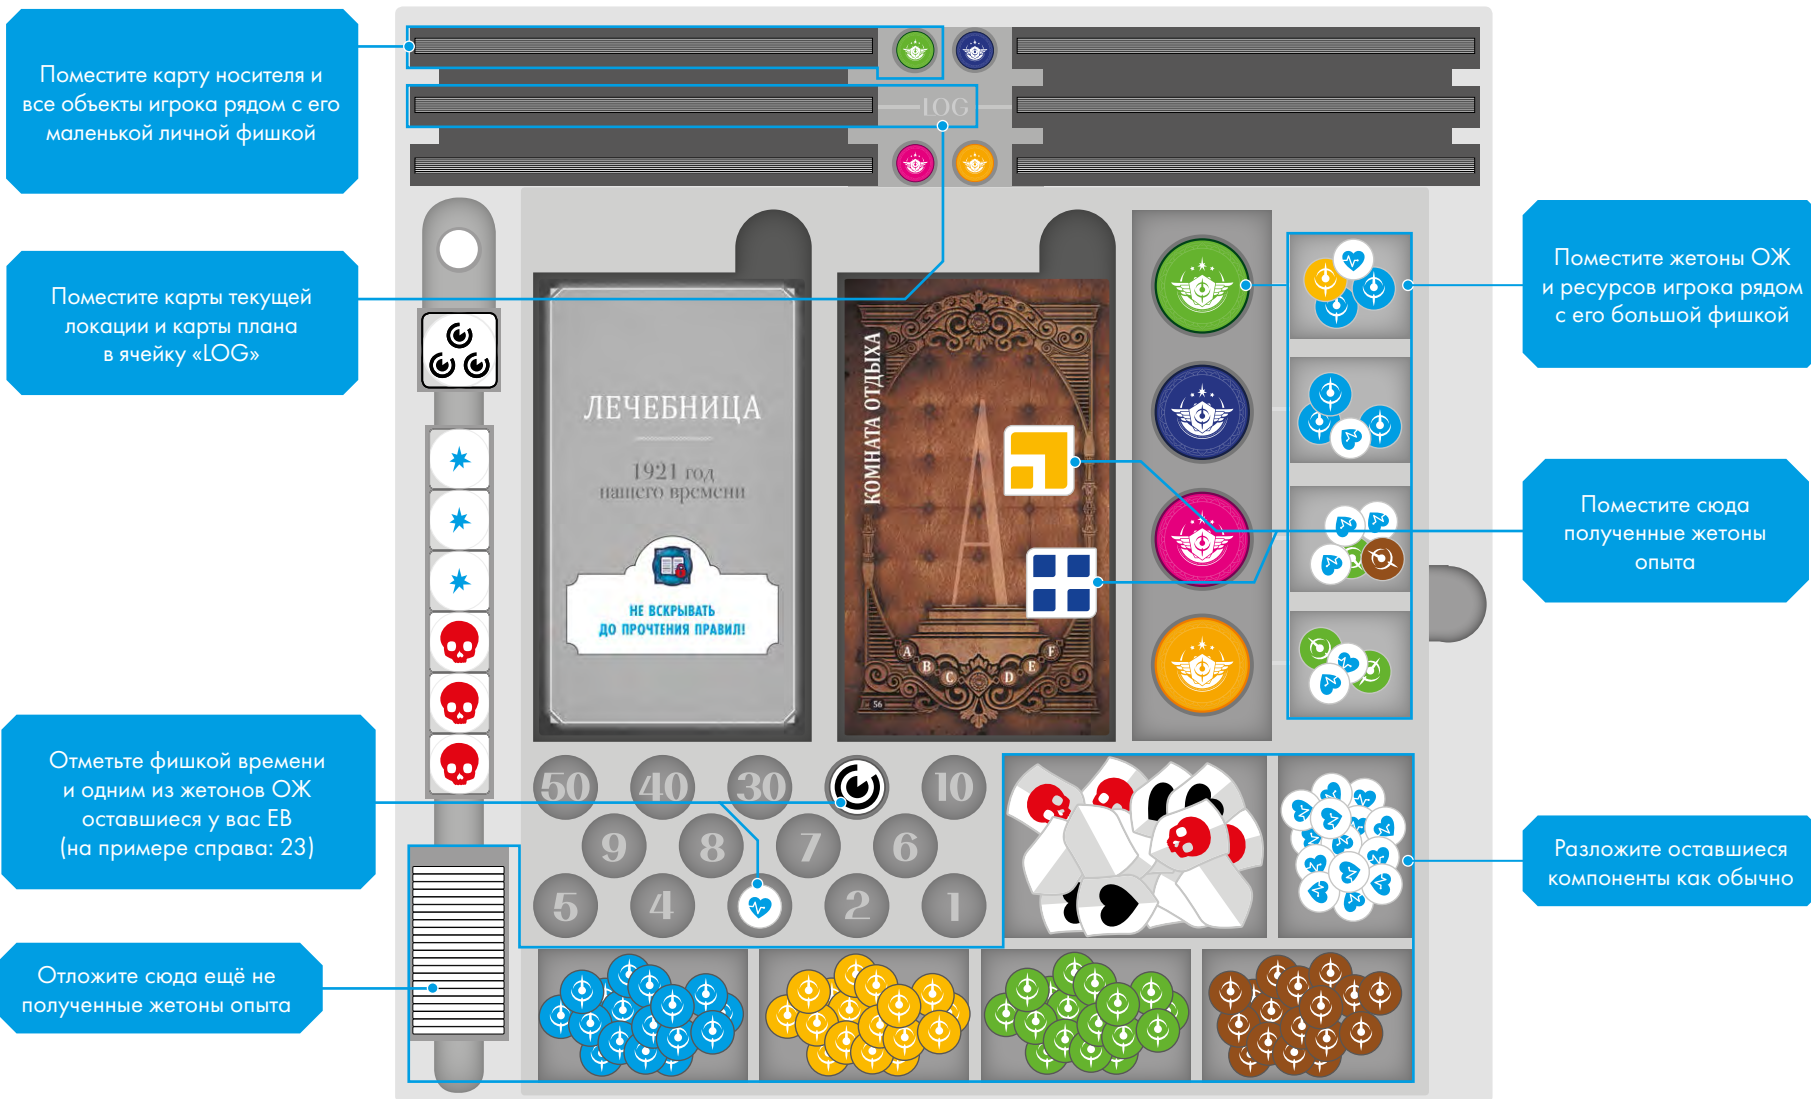 Поместите карту носителя и
все объекты игрока рядом с его
маленькой личной фишкой
LOG
Поместите карты текущей
локации и карты плана
в ячейку «LOG»
Поместите жетоны ОЖ
и ресурсов игрока рядом
с его большой фишкой
ЛЕЧЕБНИЦА
1921 год
нашего времени
НЕ ВСКРЫВАТЬ
ДО ПРОЧТЕНИЯ ПРАВИЛ!
КОМНАТА ОТДЫХА
A
A B C D E F
56
Поместите сюда
полученные жетоны
опыта
Отметьте фишкой времени
и одним из жетонов ОЖ
оставшиеся у вас ЕВ
(на примере справа: 23)
50 40 30 10
9 8 7 6
5 4 2 1
Разложите оставшиеся
компоненты как обычно
Отложите сюда ещё не
полученные жетоны опыта